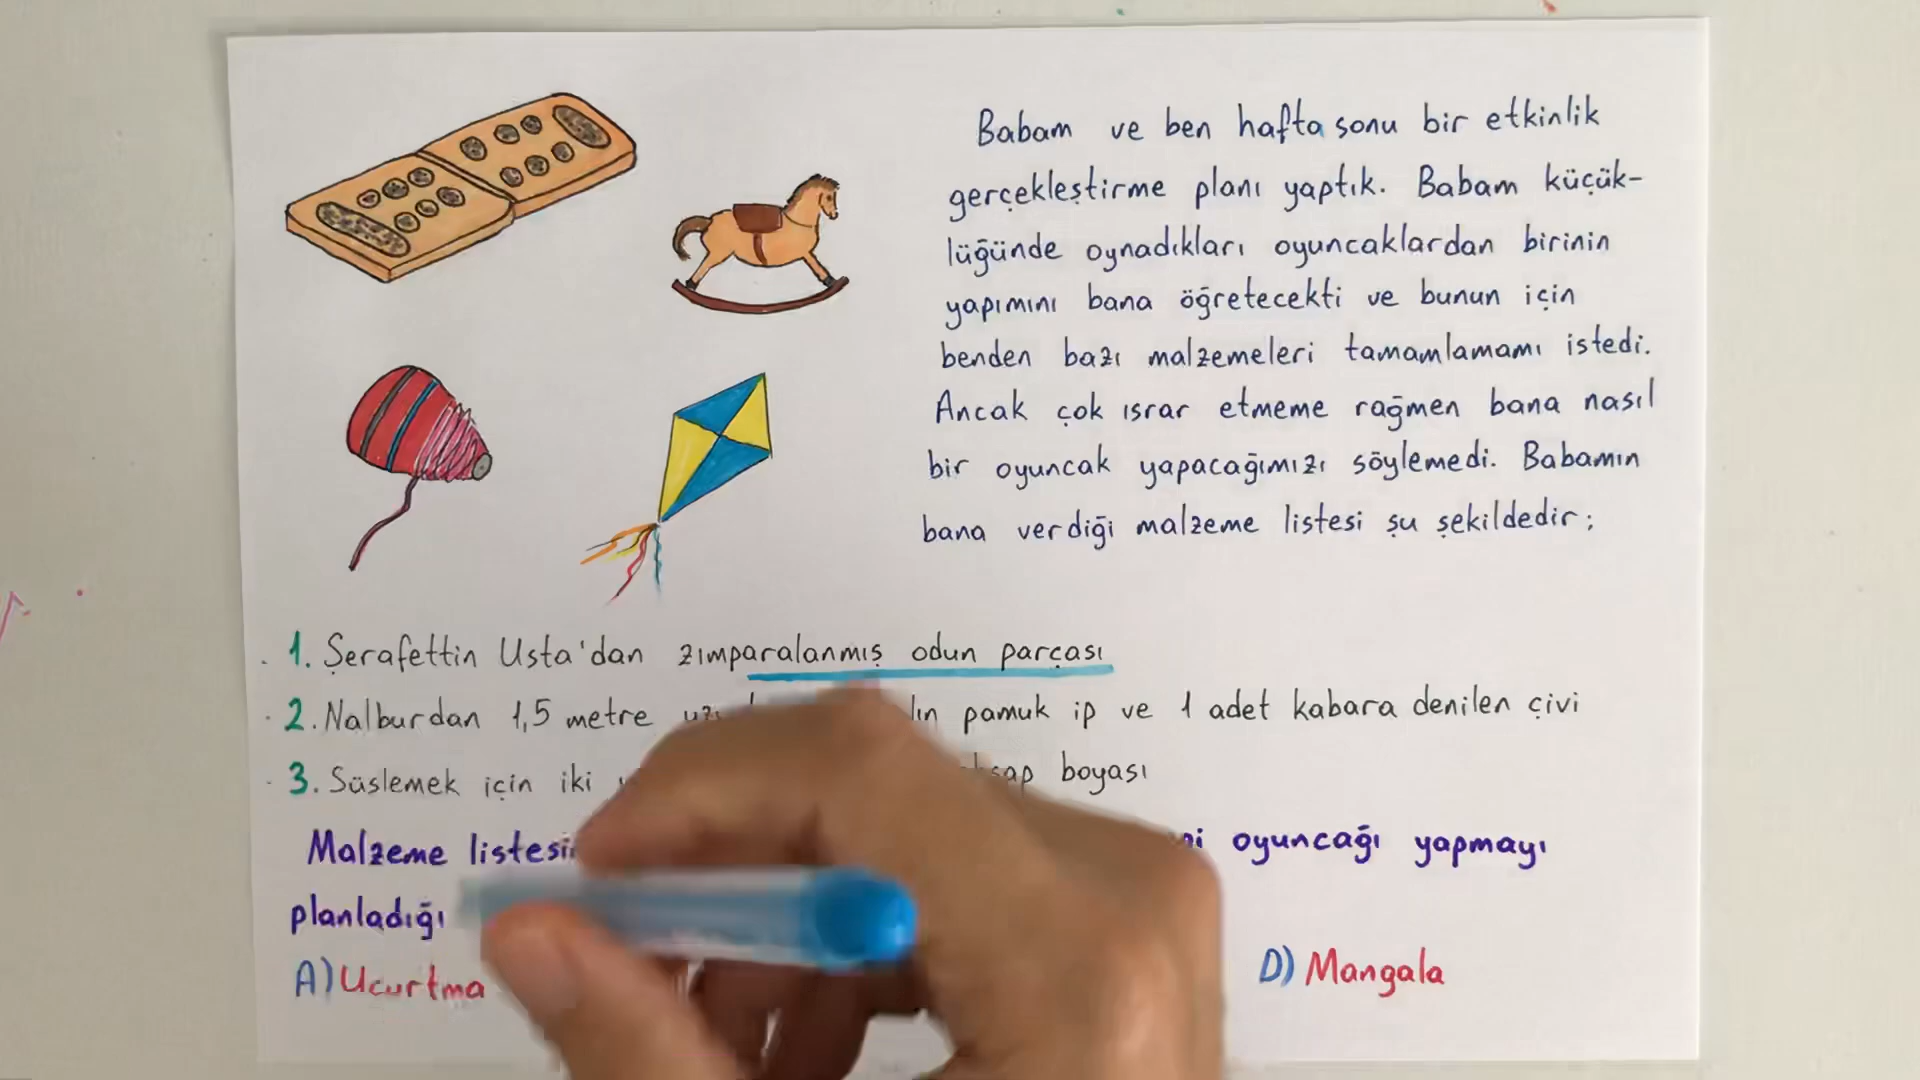 Babam ve ben hafta sonu bir etkinlik
gerçekleştirme planı yaptık. Babam küçük-
lüğünde oynadıkları oyuncaklardan birinin
yapımını bana öğretecekti ve bunun için
benden bazı malzemeleri tamamlamamı istedi.
Ancak çok ısrar etmeme rağmen bana nasıl
bir oyuncak yapacağımızı söylemedi. Babamın
bana verdiği malzeme listesi şu şekildedir;
1. Şerafettin Usta'dan zımparalanmış odun parçası
2. Nalburdan 1,5 metre pamuk ip ve 1 adet kabara denilen çivi
3. Süslemek için iki boyası
Malzeme oyuncağı yapmayı
planladığı
A) Ucurtma D) Mangala